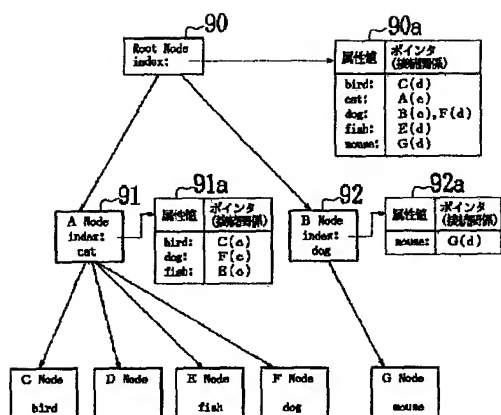 90
Root Node
index:
90a
属性値 ポインタ
(接続関係)
bird: C(d)
cat: A(c)
dog: B(c),F(d)
fish: E(d)
mouse: G(d)
91
A Node
index:
cat
91a
属性値 ポインタ
(接続関係)
bird: C(c)
dog: F(c)
fish: E(c)
92
B Node
index:
dog
92a
属性値 ポインタ
(接続関係)
mouse: G(d)
C Node
bird
D Node
E Node
fish
F Node
dog
G Node
mouse